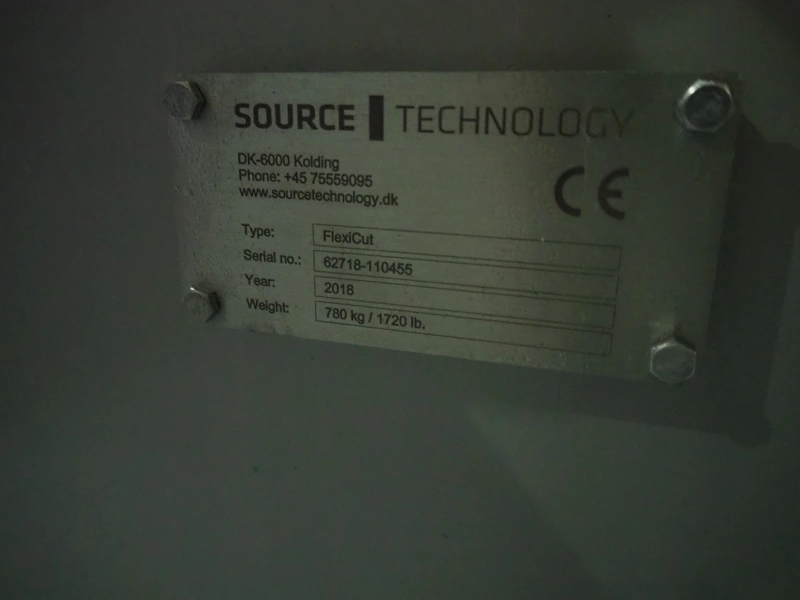 SOURCE TECHNOLOGY
DK-6000 Kolding
Phone: +45 75559095
www.sourcetechnology.dk
CE
Type: FlexiCut
Serial no.: 62718-110455
Year: 2018
Weight: 780 kg / 1720 lb.